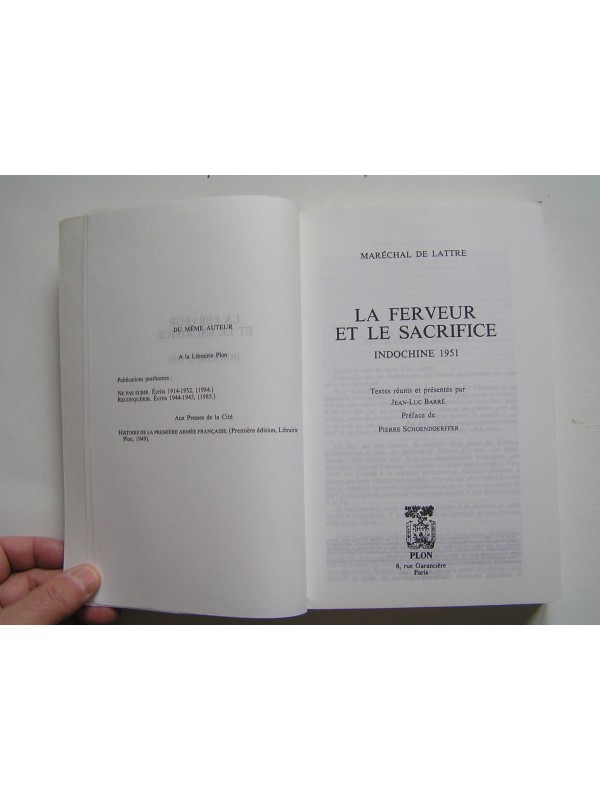 DU MÊME AUTEUR
A la Librairie Plon
Publications posthumes :
NE PAS SUBIR. Écrits 1914-1952, (1984.)
RECONQUÉRIR. Écrits 1944-1945, (1985.)
Aux Presses de la Cité
HISTOIRE DE LA PREMIÈRE ARMÉE FRANÇAISE. (Première édition, Librairie
Plon, 1949).
MARÉCHAL DE LATTRE
LA FERVEUR
ET LE SACRIFICE
INDOCHINE 1951
Textes réunis et présentés par
JEAN-LUC BARRÉ
Préface de
PIERRE SCHOENDOERFFER
PLON
8, rue Garancière
Paris